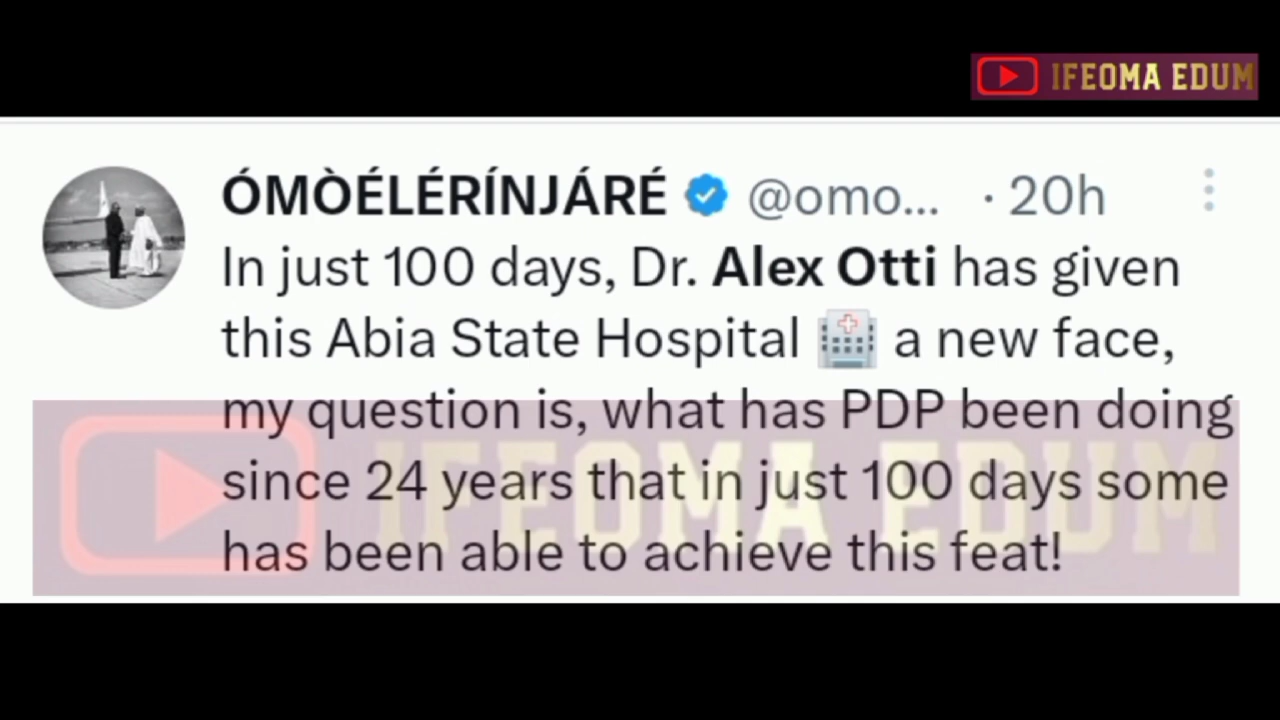 IFEOMA EDUM
ÓMÒÉLÉRÍNJÁRÉ @omo... · 20h
In just 100 days, Dr. Alex Otti has given
this Abia State Hospital 🏥 a new face,
my question is, what has PDP been doing
since 24 years that in just 100 days some
has been able to achieve this feat!
IFEOMA EDUM